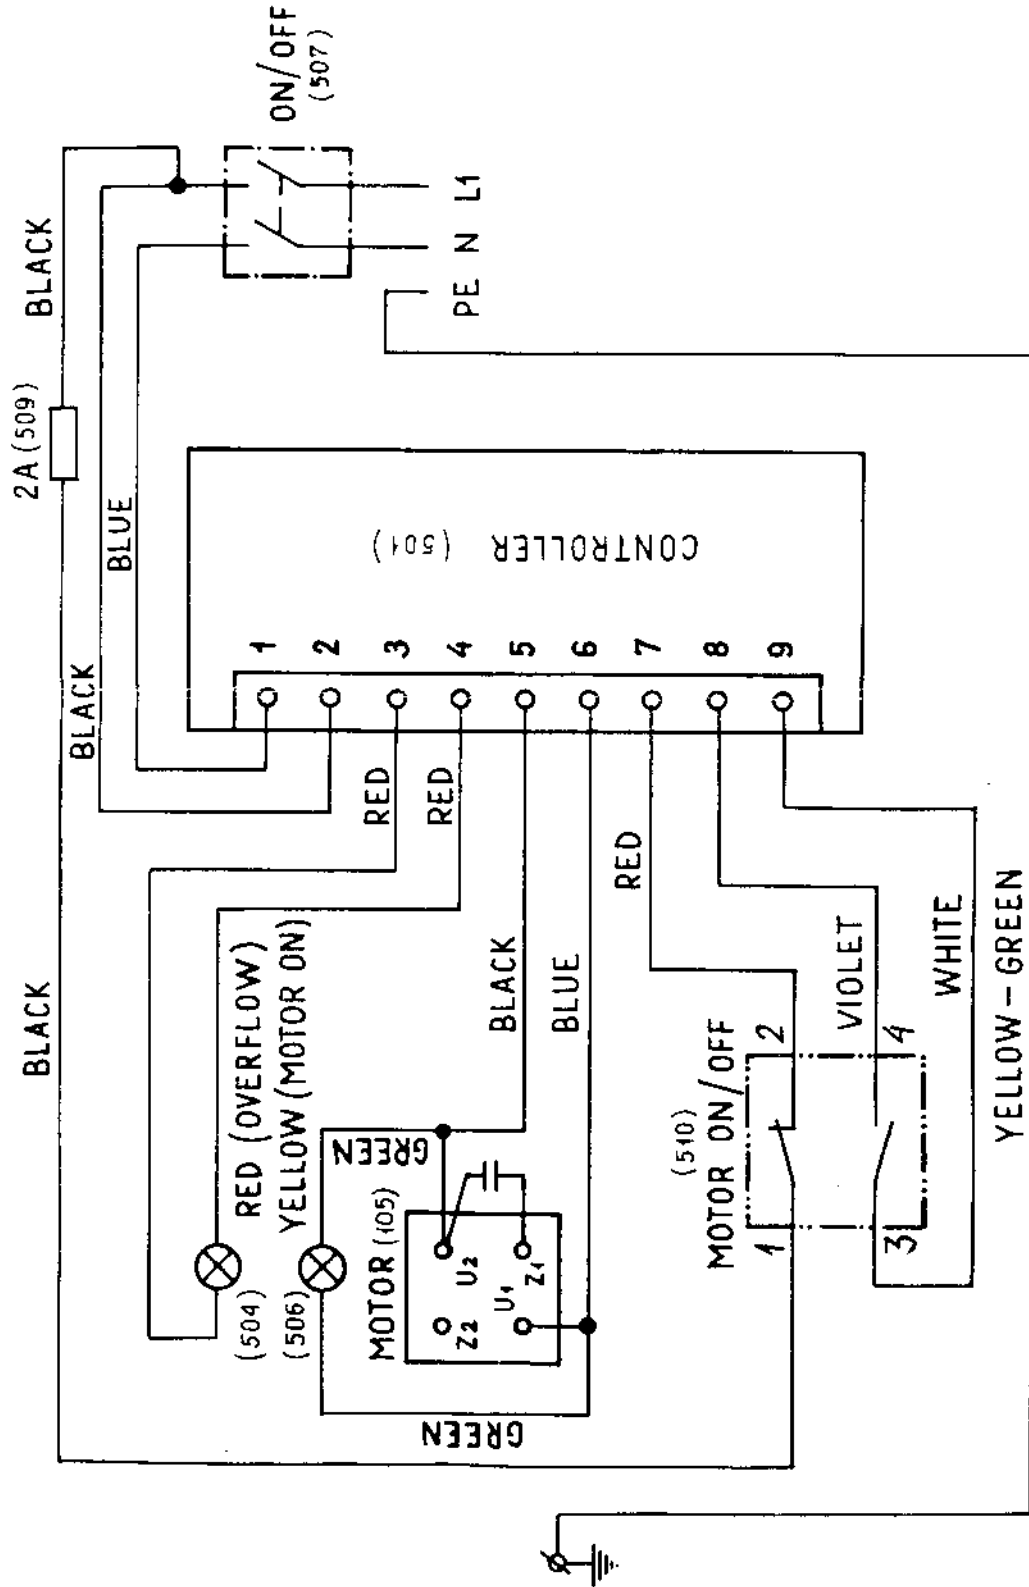 BLACK
2A (509)
BLACK
BLACK
BLUE
ON/OFF
(507)
PE
N
L1
RED (OVERFLOW)
(504)
YELLOW (MOTOR ON)
(506)
RED
RED
1
2
3
4
5
6
7
8
9
CONTROLLER (501)
GREEN
GREEN
MOTOR (105)
Z2
U2
U1
Z1
BLACK
BLUE
RED
(510)
MOTOR ON/OFF
1
2
3
4
VIOLET
WHITE
YELLOW - GREEN